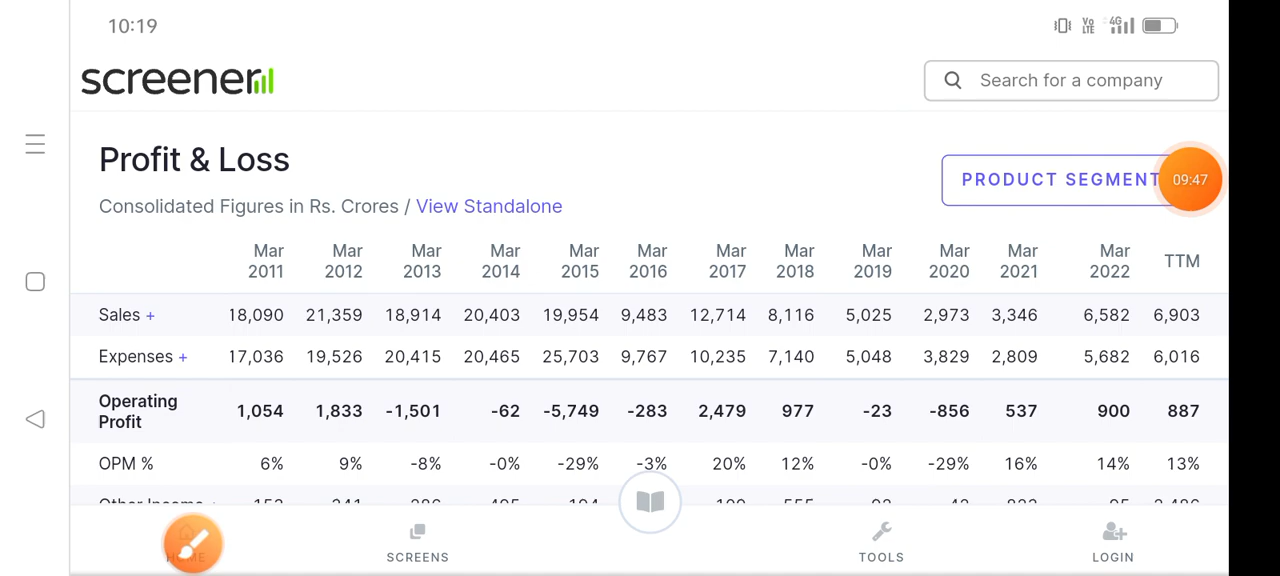 10:19
Vo
LTE
4G
screener
Search for a company
Profit & Loss
PRODUCT SEGMENT
09:47
Consolidated Figures in Rs. Crores / View Standalone
Mar 2011 Mar 2012 Mar 2013 Mar 2014 Mar 2015 Mar 2016 Mar 2017 Mar 2018 Mar 2019 Mar 2020 Mar 2021 Mar 2022 TTM
Sales + 18,090 21,359 18,914 20,403 19,954 9,483 12,714 8,116 5,025 2,973 3,346 6,582 6,903
Expenses + 17,036 19,526 20,415 20,465 25,703 9,767 10,235 7,140 5,048 3,829 2,809 5,682 6,016
Operating Profit 1,054 1,833 -1,501 -62 -5,749 -283 2,479 977 -23 -856 537 900 887
OPM % 6% 9% -8% -0% -29% -3% 20% 12% -0% -29% 16% 14% 13%
Other Income +
HOME
SCREENS
TOOLS
LOGIN